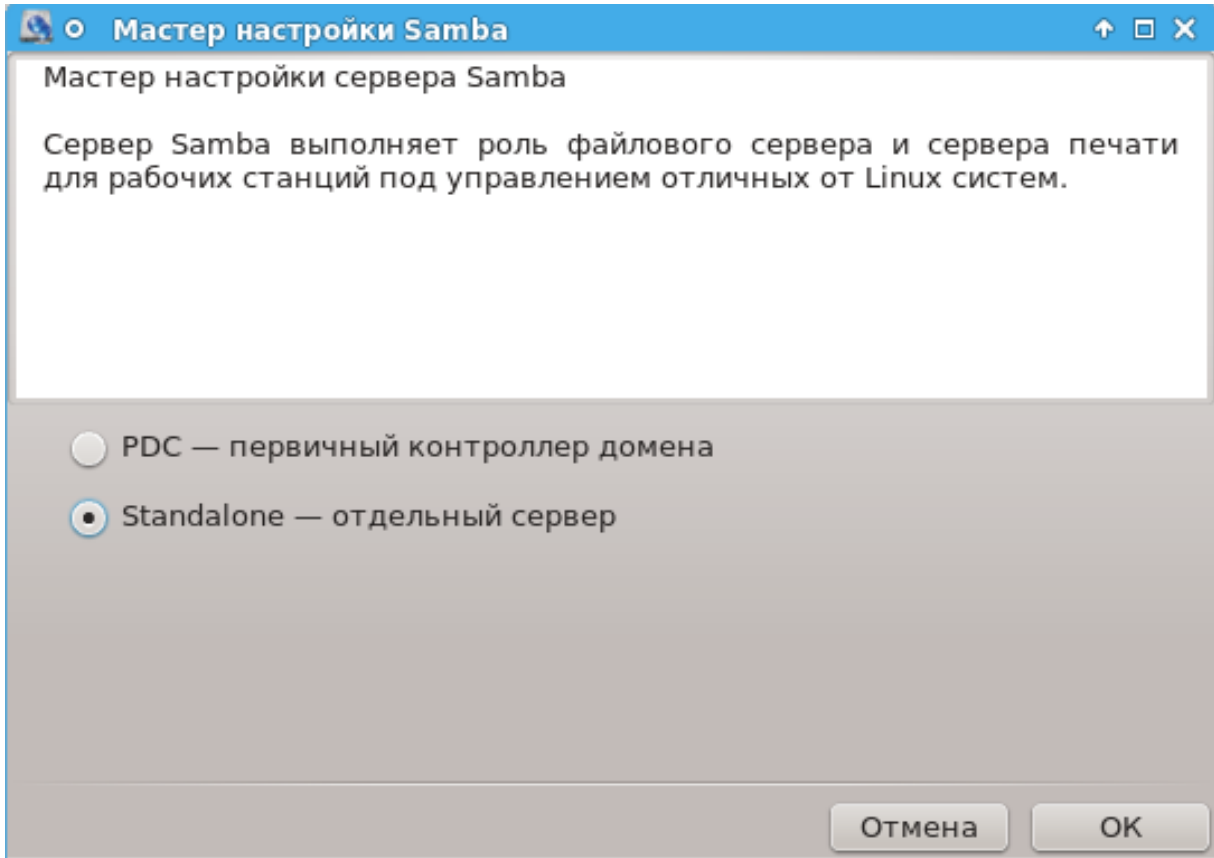 Мастер настройки Samba
Мастер настройки сервера Samba
Сервер Samba выполняет роль файлового сервера и сервера печати
для рабочих станций под управлением отличных от Linux систем.
PDC — первичный контроллер домена
Standalone — отдельный сервер
Отмена
OK